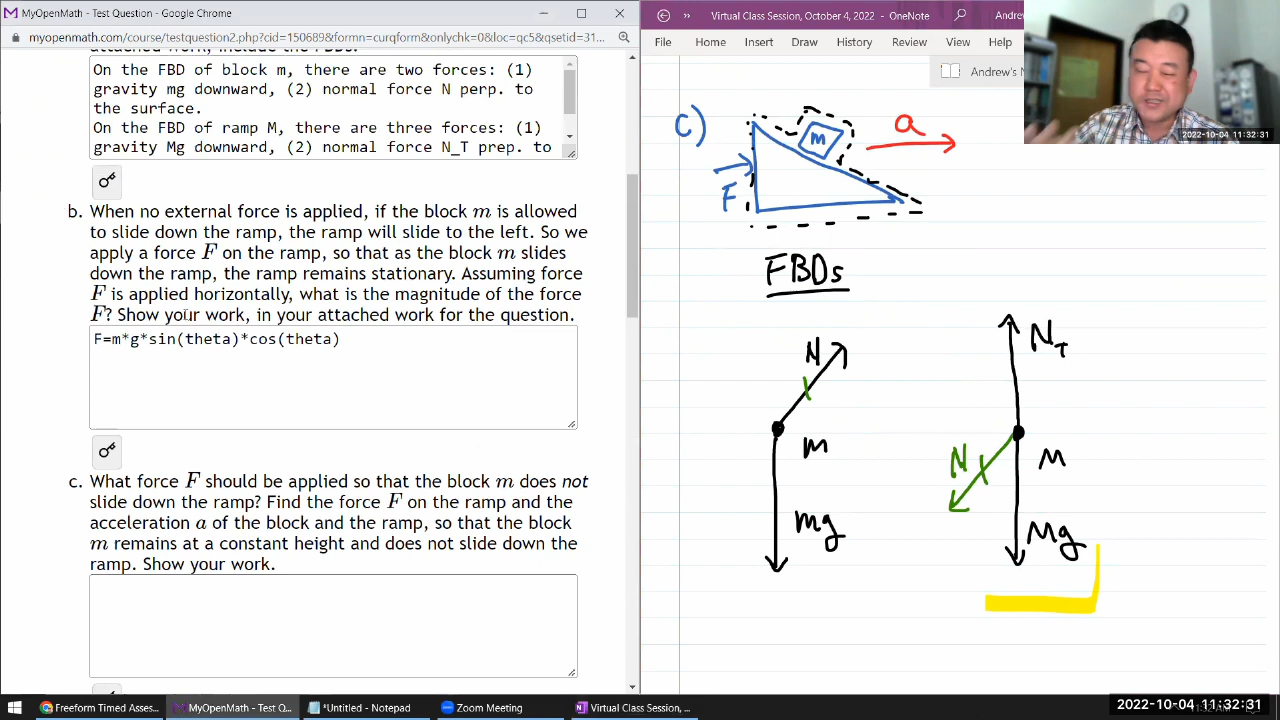 MyOpenMath - Test Question - Google Chrome
myopenmath.com/course/testquestion2.php?cid=150689&formn=curqform&onlychk=0&loc=qc5&qsetid=31...
attached work, include the FBDs.
On the FBD of block m, there are two forces: (1)
gravity mg downward, (2) normal force N perp. to
the surface.
On the FBD of ramp M, there are three forces: (1)
gravity Mg downward, (2) normal force N_T prep. to
b. When no external force is applied, if the block m is allowed
to slide down the ramp, the ramp will slide to the left. So we
apply a force F on the ramp, so that as the block m slides
down the ramp, the ramp remains stationary. Assuming force
F is applied horizontally, what is the magnitude of the force
F? Show your work, in your attached work for the question.
F=m*g*sin(theta)*cos(theta)
c. What force F should be applied so that the block m does not
slide down the ramp? Find the force F on the ramp and the
acceleration a of the block and the ramp, so that the block
m remains at a constant height and does not slide down the
ramp. Show your work.
Virtual Class Session, October 4, 2022 - OneNote
Andrew
File Home Insert Draw History Review View Help
Andrew's N
2022-10-04 11:32:31
c)
m
a
F
FBDs
N
m
mg
N_T
N
M
Mg
Freeform Timed Asses...
MyOpenMath - Test Q...
*Untitled - Notepad
Zoom Meeting
Virtual Class Session, ...
2022-10-04 11:32:31